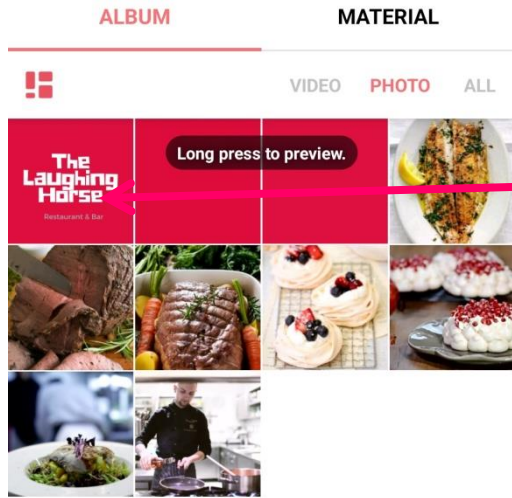 ALBUM MATERIAL
VIDEO PHOTO ALL
Long press to preview.
The
Laughing
Horse
Restaurant & Bar